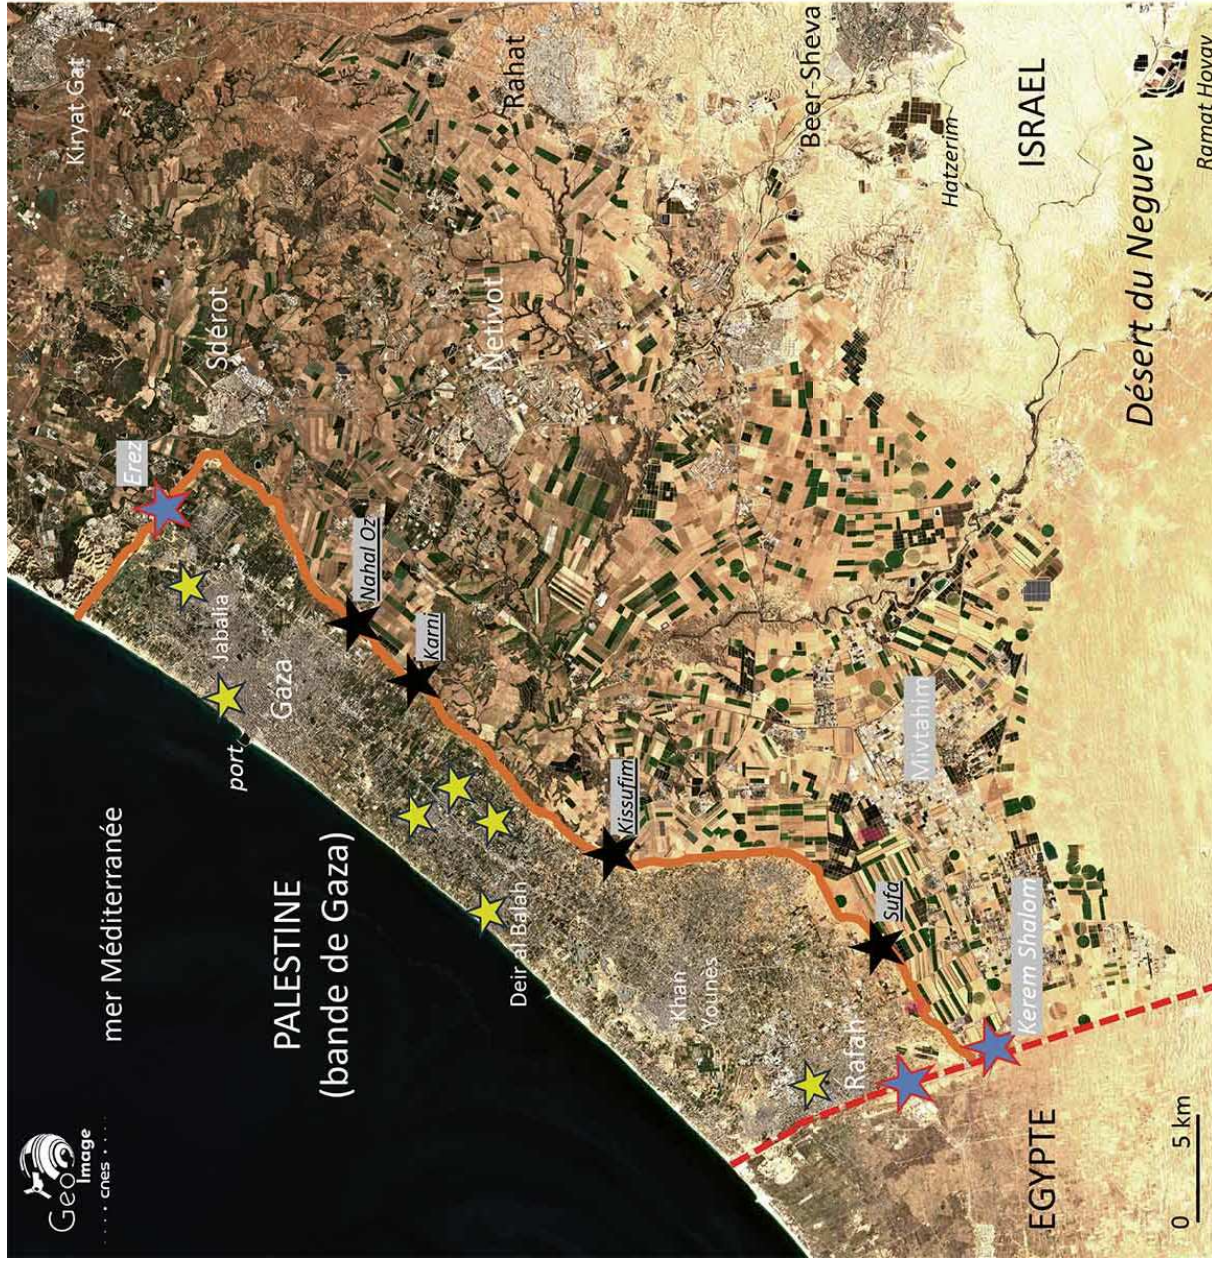 Geo
Image
cnes
mer Méditerranée
Kiryat Gat
Erez
Jabalia
Sdérot
port
Gaza
PALESTIiNE
(bande de Gaza)
Nahal Oz
Karni
Netivot
Deir al Balah
Rahat
Kissufim
Khan
Younes
Beer-Sheva
Rafah
Sufa
Mivtahim
Hatzerim
Kerem Shalom
EGYPTE
ISRAEL
Désert du Neguev
0 5 km
Ramat Hovav